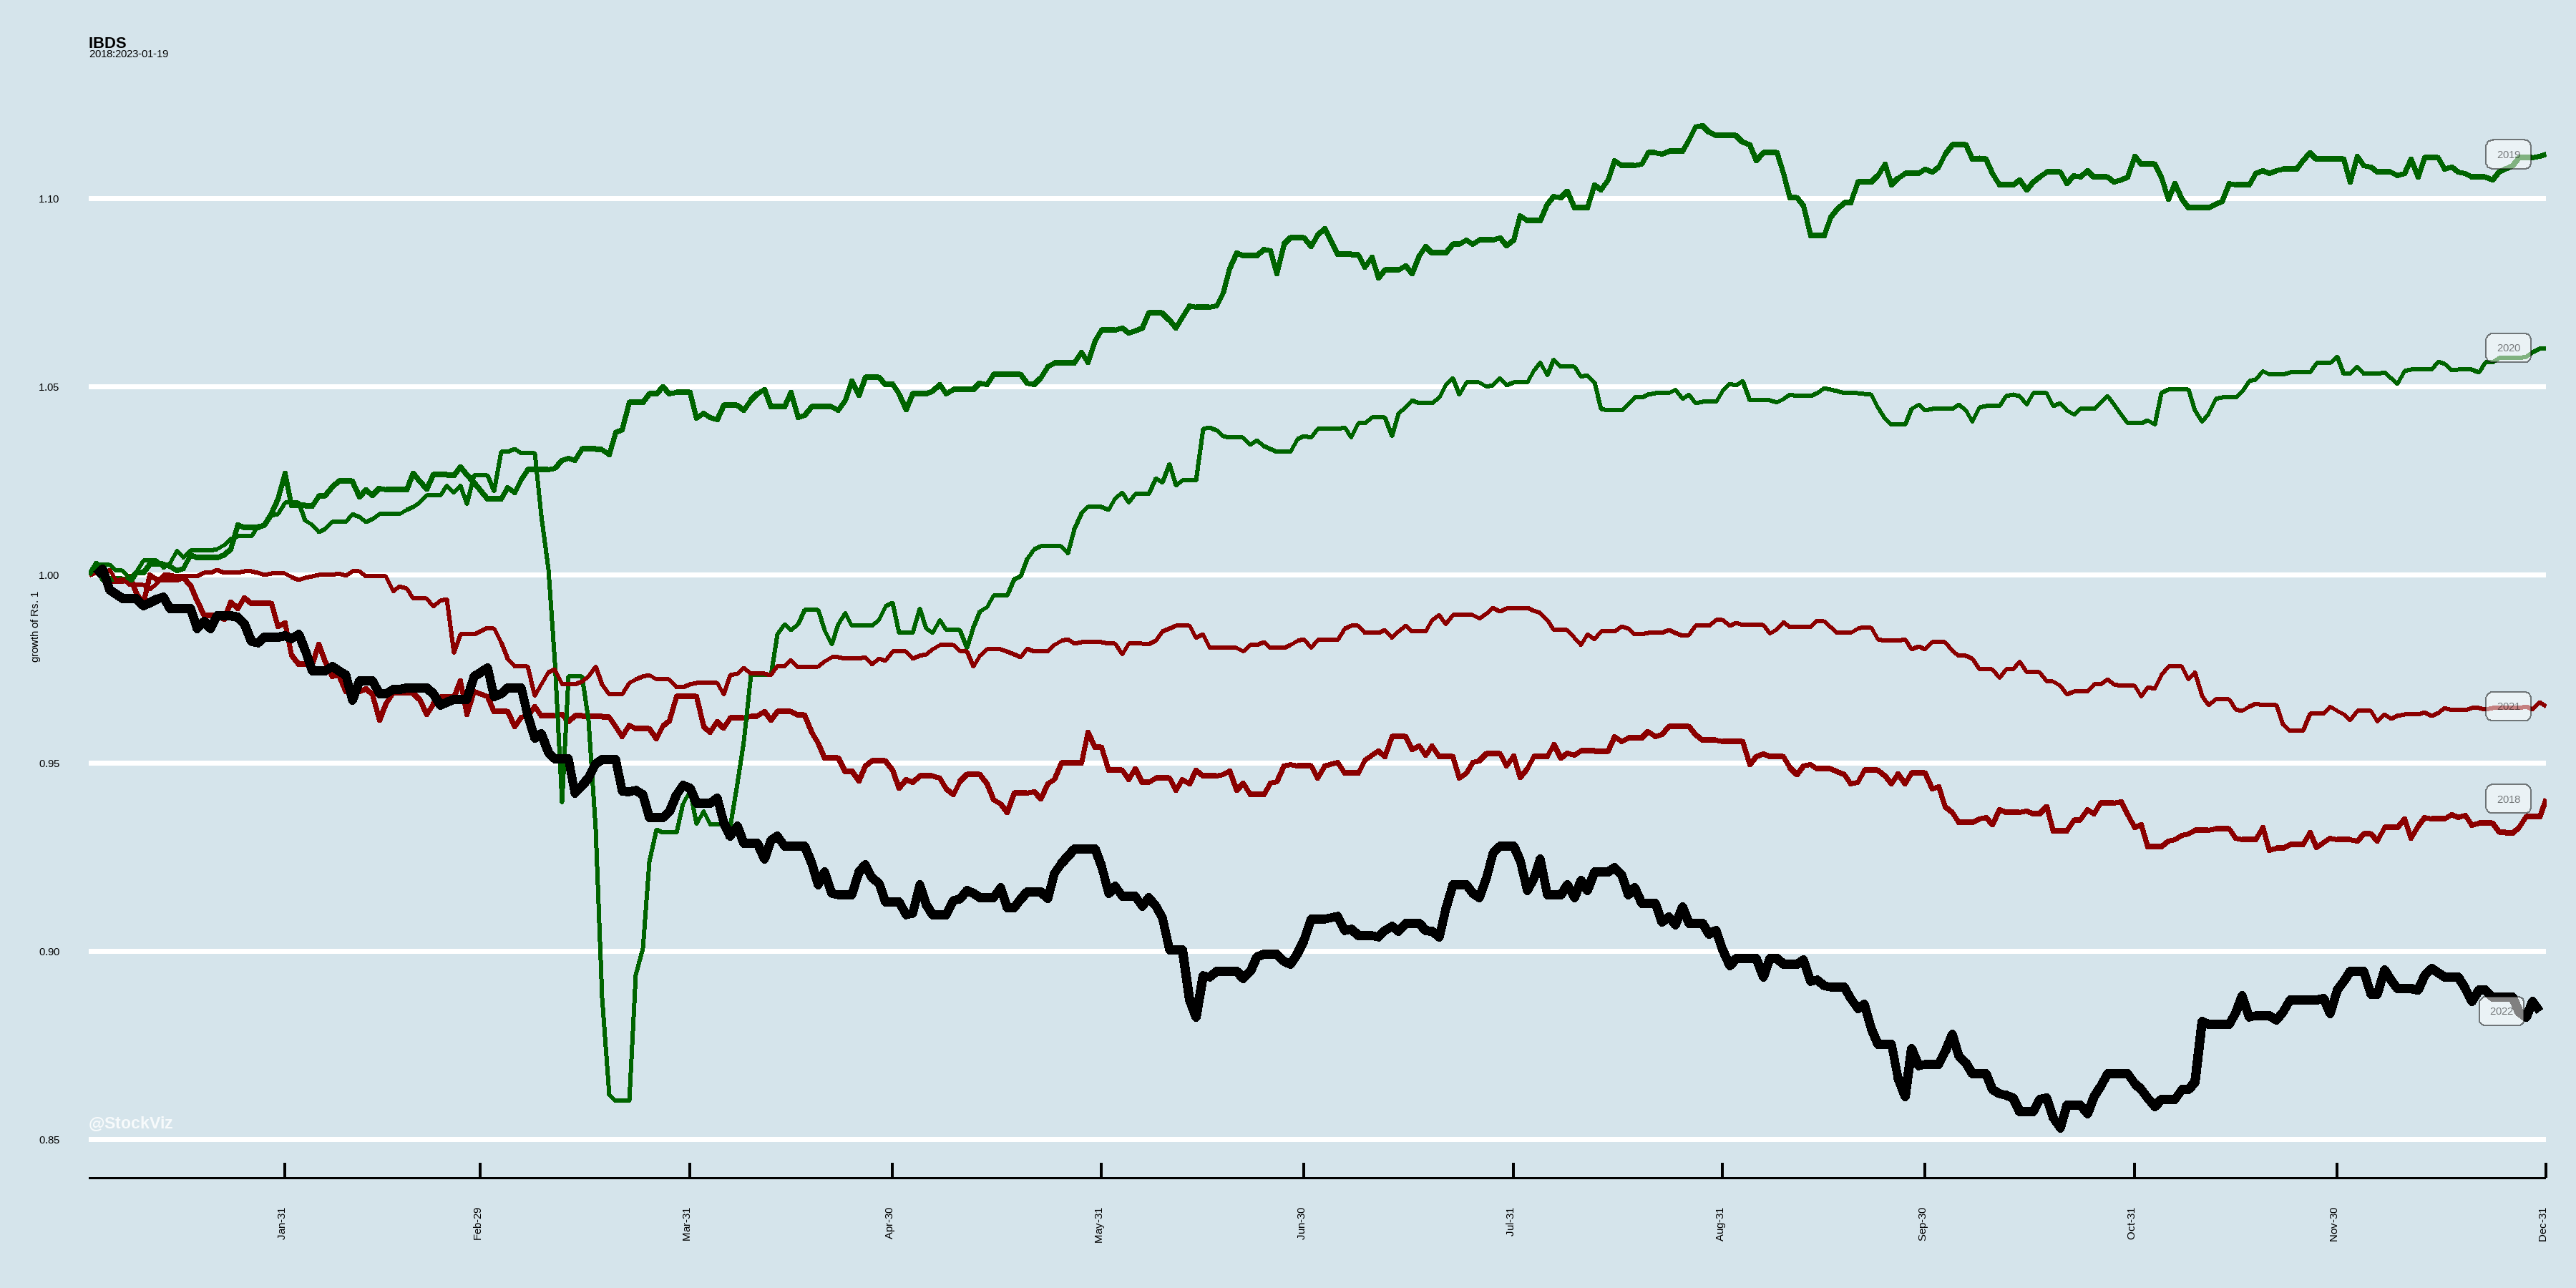 IBDS
2018:2023-01-19
2019
1.10
2020
1.05
1.00
growth of Rs. 1
2021
0.95
2018
0.90
2022
@StockViz
0.85
Jan-31
Feb-29
Mar-31
Apr-30
May-31
Jun-30
Jul-31
Aug-31
Sep-30
Oct-31
Nov-30
Dec-31